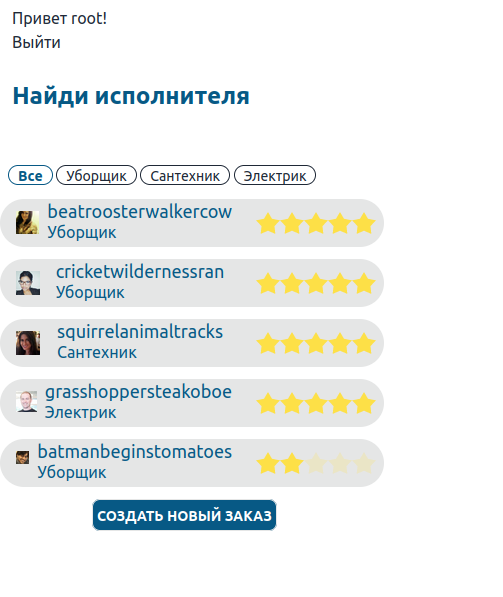 Привет root!
Выйти
Найди исполнителя
Все Уборщик Сантехник Электрик
beatroosterwalkercow
Уборщик
cricketwildernessran
Уборщик
squirrelanimaltracks
Сантехник
grasshoppersteakoboe
Электрик
batmanbeginstomatoes
Уборщик
СОЗДАТЬ НОВЫЙ ЗАКАЗ